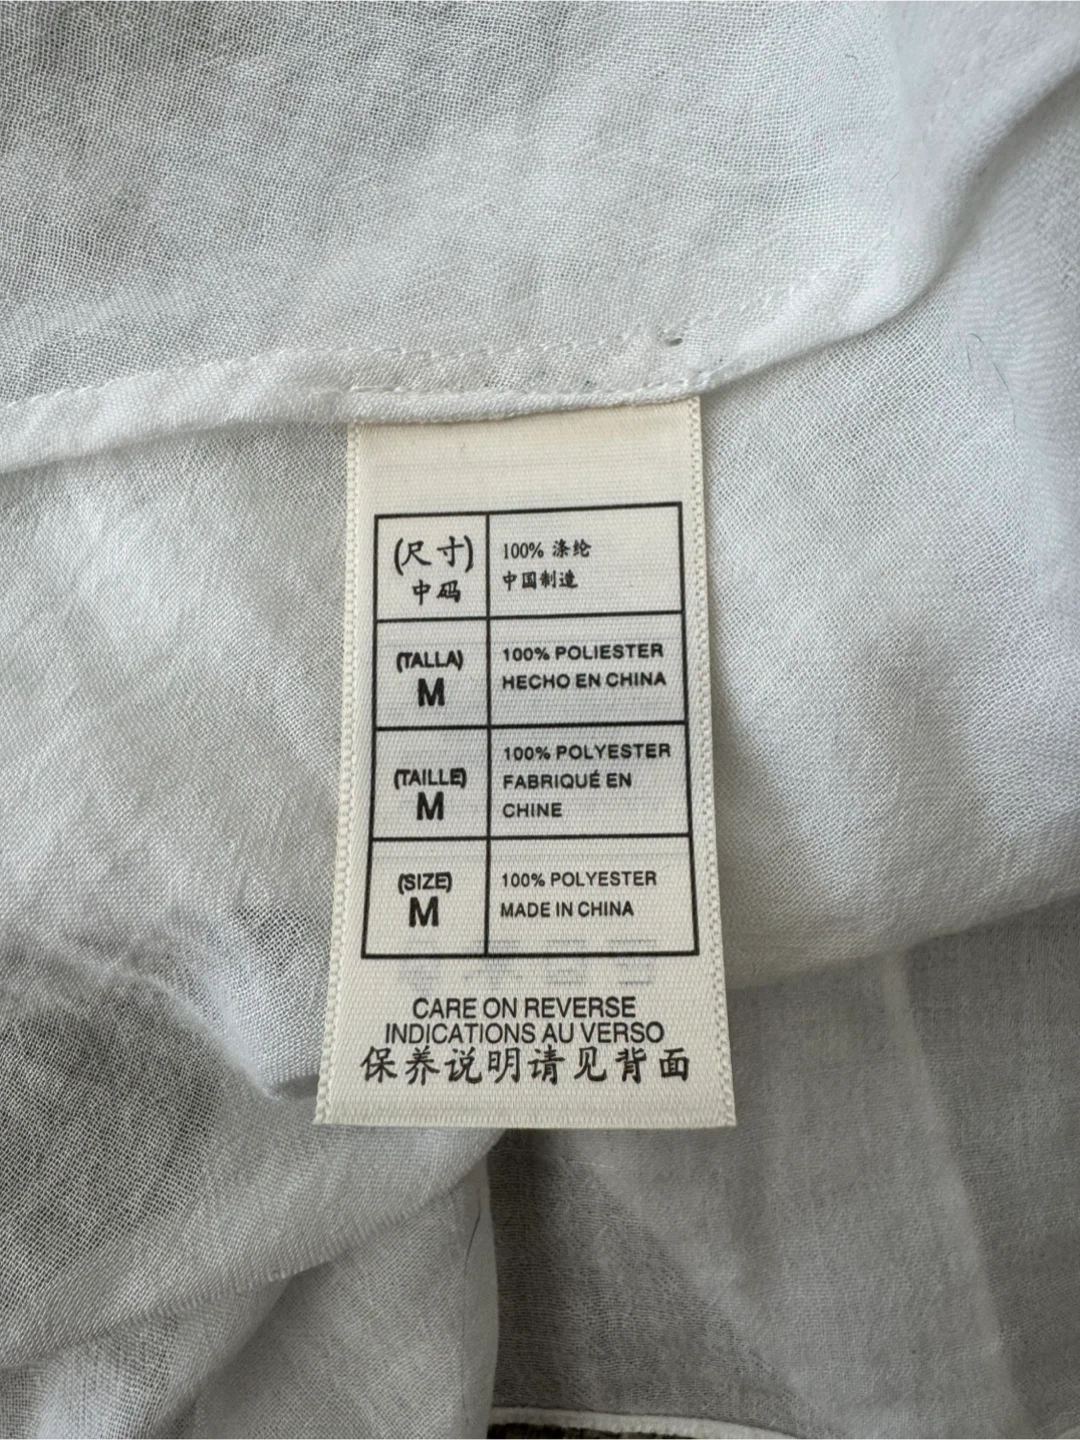 (尺寸)
中码
100% 涤纶
中国制造
(TALLA)
M
100% POLIESTER
HECHO EN CHINA
(TAILLE)
M
100% POLYESTER
FABRIQUÉ EN
CHINE
(SIZE)
M
100% POLYESTER
MADE IN CHINA
CARE ON REVERSE
INDICATIONS AU VERSO
保养说明请见背面